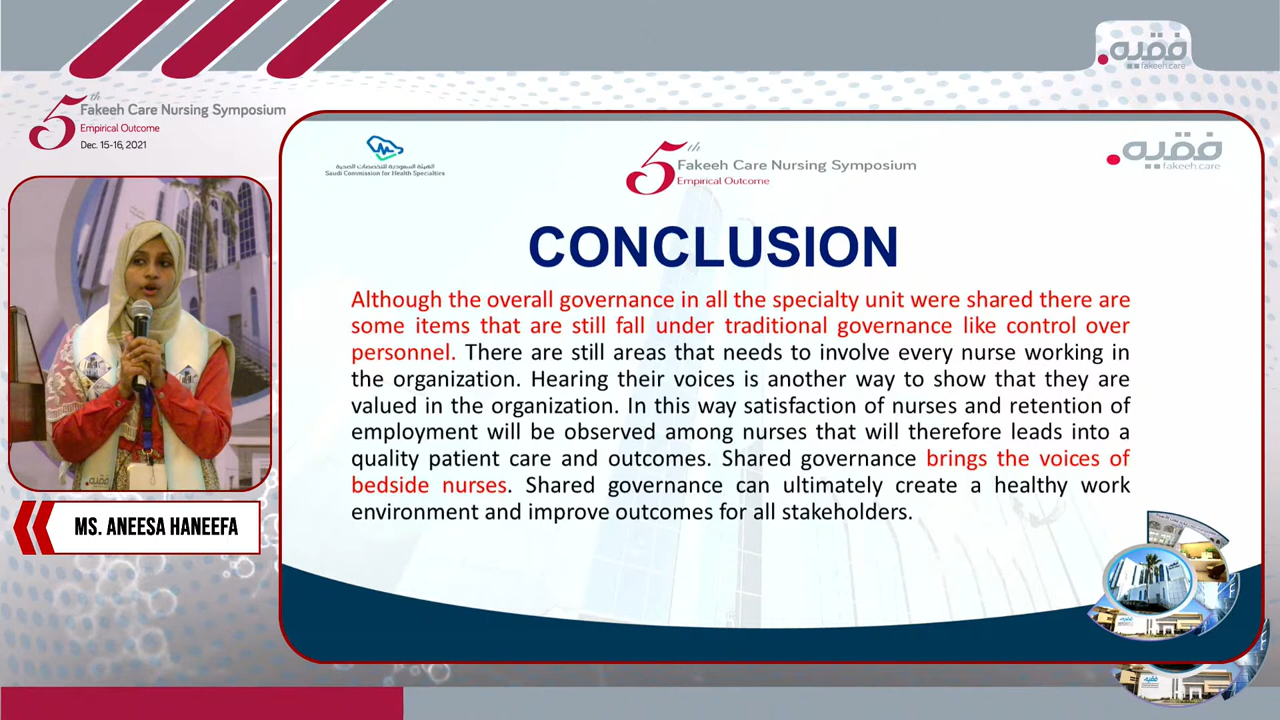 فقيه
fakeeh.care
5th
Fakeeh Care Nursing Symposium
Empirical Outcome
Dec. 15-16, 2021
الهيئة السعودية للتخصصات الصحية
Saudi Commission for Health Specialties
5th
Fakeeh Care Nursing Symposium
Empirical Outcome
فقيه
fakeeh.care
CONCLUSION
Although the overall governance in all the specialty unit were shared there are
some items that are still fall under traditional governance like control over
personnel. There are still areas that needs to involve every nurse working in
the organization. Hearing their voices is another way to show that they are
valued in the organization. In this way satisfaction of nurses and retention of
employment will be observed among nurses that will therefore leads into a
quality patient care and outcomes. Shared governance brings the voices of
bedside nurses. Shared governance can ultimately create a healthy work
environment and improve outcomes for all stakeholders.
MS. ANEESA HANEEFA